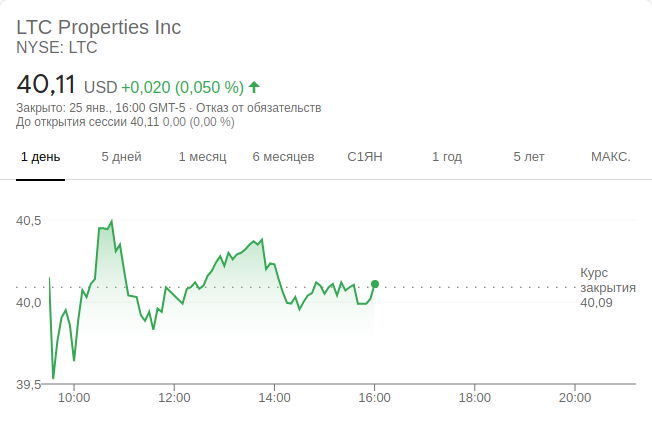 LTC Properties Inc
NYSE: LTC
40,11 USD +0,020 (0,050 %)
Закрыто: 25 янв., 16:00 GMT-5 · Отказ от обязательств
До открытия сессии 40,11 0,00 (0,00 %)
1 день 5 дней 1 месяц 6 месяцев С1ЯН 1 год 5 лет МАКС.
40,5
Курс
закрытия
40,0
40,09
39,5
10:00 12:00 14:00 16:00 18:00 20:00